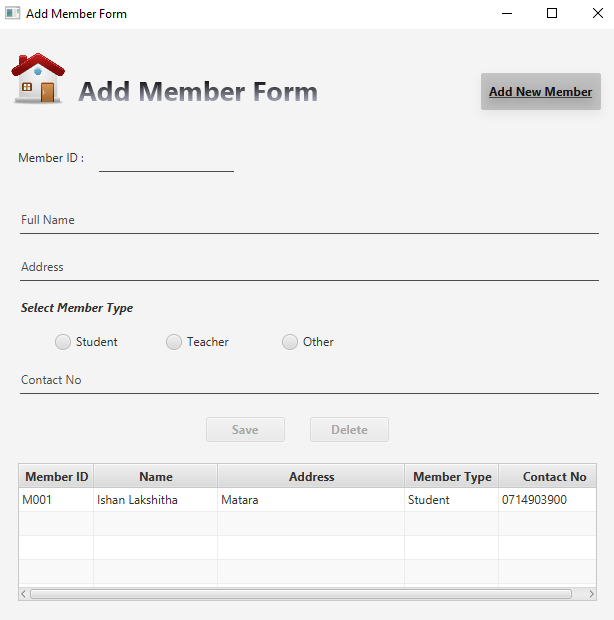 Add Member Form
Add Member Form
Add New Member
Member ID :
Full Name
Address
Select Member Type
Student Teacher Other
Contact No
Save Delete
Member ID Name Address Member Type Contact No
M001 Ishan Lakshitha Matara Student 0714903900